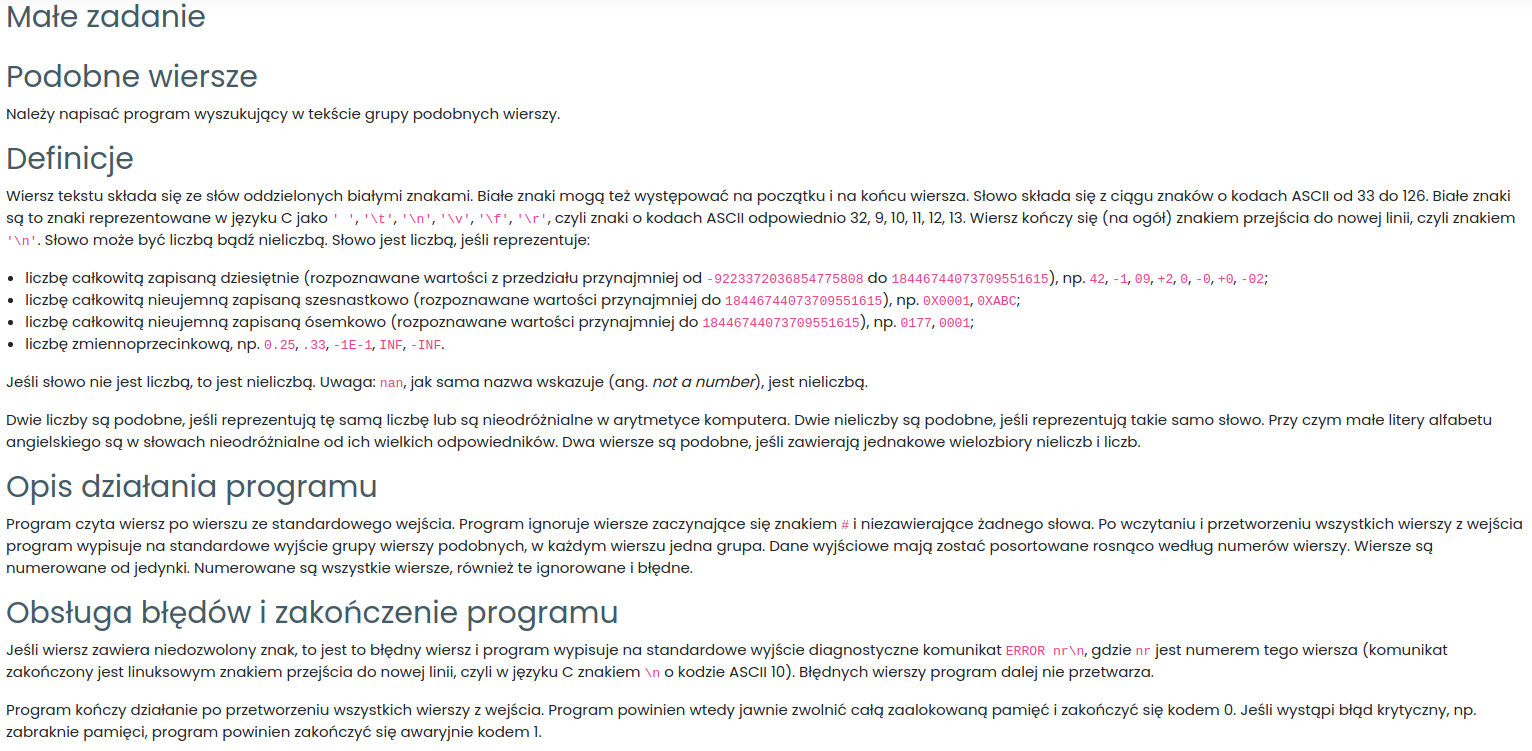 Małe zadanie
Podobne wiersze
Należy napisać program wyszukujący w tekście grupy podobnych wierszy.
Definicje
Wiersz tekstu składa się ze słów oddzielonych białymi znakami. Białe znaki mogą też występować na początku i na końcu wiersza. Słowo składa się z ciągu znaków o kodach ASCII od 33 do 126. Białe znaki
są to znaki reprezentowane w języku C jako ' ', '\t', '\n', '\v', '\f', '\r', czyli znaki o kodach ASCII odpowiednio 32, 9, 10, 11, 12, 13. Wiersz kończy się (na ogół) znakiem przejścia do nowej linii, czyli znakiem
'\n'. Słowo może być liczbą bądź nieliczbą. Słowo jest liczbą, jeśli reprezentuje:
• liczbę całkowitą zapisaną dziesiętnie (rozpoznawane wartości z przedziału przynajmniej od -9223372036854775808 do 18446744073709551615), np. 42, -1, 09, +2, 0, -0, +0, -02;
• liczbę całkowitą nieujemną zapisaną szesnastkowo (rozpoznawane wartości przynajmniej do 18446744073709551615), np. 0X0001, 0XABC;
• liczbę całkowitą nieujemną zapisaną ósemkowo (rozpoznawane wartości przynajmniej do 18446744073709551615), np. 0177, 0001;
• liczbę zmiennoprzecinkową, np. 0.25, .33, -1E-1, INF, -INF.
Jeśli słowo nie jest liczbą, to jest nieliczbą. Uwaga: nan, jak sama nazwa wskazuje (ang. not a number), jest nieliczbą.
Dwie liczby są podobne, jeśli reprezentują tę samą liczbę lub są nieodróżnialne w arytmetyce komputera. Dwie nieliczby są podobne, jeśli reprezentują takie samo słowo. Przy czym małe litery alfabetu
angielskiego są w słowach nieodróżnialne od ich wielkich odpowiedników. Dwa wiersze są podobne, jeśli zawierają jednakowe wielozbiory nieliczb i liczb.
Opis działania programu
Program czyta wiersz po wierszu ze standardowego wejścia. Program ignoruje wiersze zaczynające się znakiem # i niezawierające żadnego słowa. Po wczytaniu i przetworzeniu wszystkich wierszy z wejścia
program wypisuje na standardowe wyjście grupy wierszy podobnych, w każdym wierszu jedna grupa. Dane wyjściowe mają zostać posortowane rosnąco według numerów wierszy. Wiersze są
numerowane od jedynki. Numerowane są wszystkie wiersze, również te ignorowane i błędne.
Obsługa błędów i zakończenie programu
Jeśli wiersz zawiera niedozwolony znak, to jest to błędny wiersz i program wypisuje na standardowe wyjście diagnostyczne komunikat ERROR nr\n, gdzie nr jest numerem tego wiersza (komunikat
zakończony jest linuksowym znakiem przejścia do nowej linii, czyli w języku C znakiem \n o kodzie ASCII 10). Błędnych wierszy program dalej nie przetwarza.
Program kończy działanie po przetworzeniu wszystkich wierszy z wejścia. Program powinien wtedy jawnie zwolnić całą zaalokowaną pamięć i zakończyć się kodem 0. Jeśli wystąpi błąd krytyczny, np.
zabraknie pamięci, program powinien zakończyć się awaryjnie kodem 1.